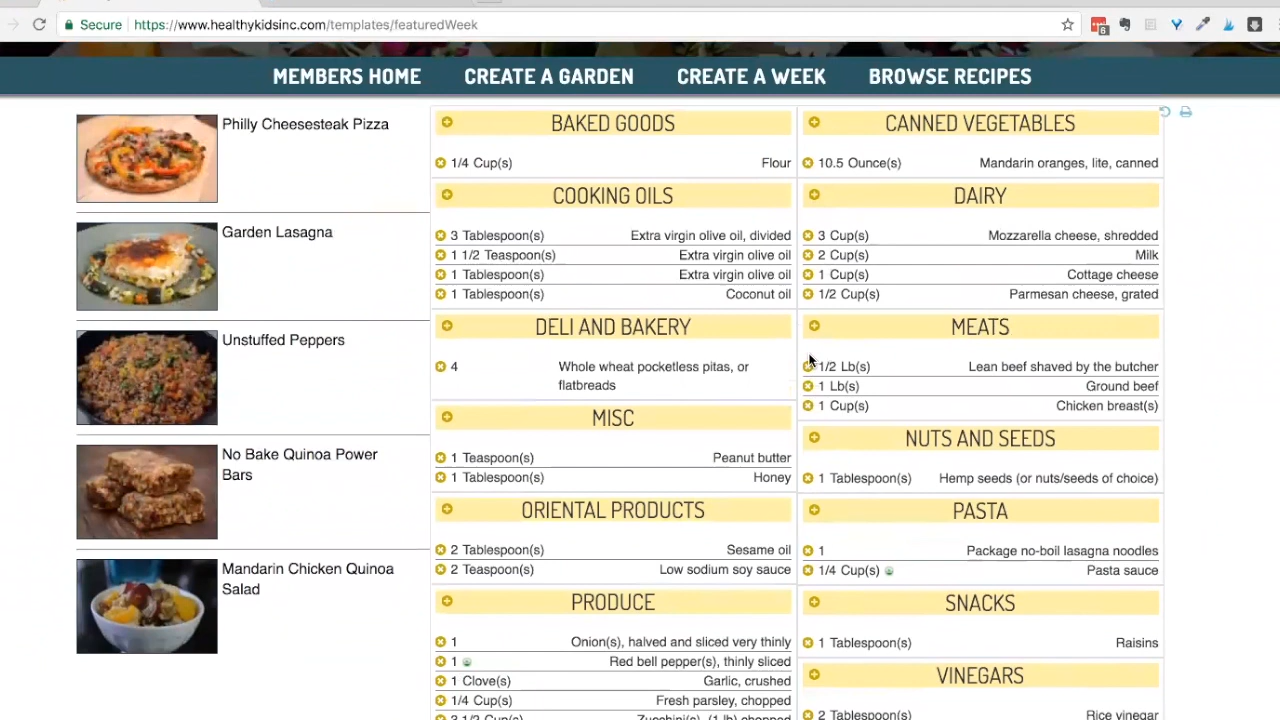 Secure https://www.healthykidsinc.com/templates/featuredWeek
6
MEMBERS HOME CREATE A GARDEN CREATE A WEEK BROWSE RECIPES
Philly Cheesesteak Pizza
Garden Lasagna
Unstuffed Peppers
No Bake Quinoa Power
Bars
Mandarin Chicken Quinoa
Salad
BAKED GOODS
1/4 Cup(s) Flour
COOKING OILS
3 Tablespoon(s) Extra virgin olive oil, divided
1 1/2 Teaspoon(s) Extra virgin olive oil
1 Tablespoon(s) Extra virgin olive oil
1 Tablespoon(s) Coconut oil
DELI AND BAKERY
4 Whole wheat pocketless pitas, or
flatbreads
MISC
1 Teaspoon(s) Peanut butter
1 Tablespoon(s) Honey
ORIENTAL PRODUCTS
2 Tablespoon(s) Sesame oil
2 Teaspoon(s) Low sodium soy sauce
PRODUCE
1 Onion(s), halved and sliced very thinly
1 Red bell pepper(s), thinly sliced
1 Clove(s) Garlic, crushed
1/4 Cup(s) Fresh parsley, chopped
3 1/2 Cup(s) Zucchini(s), (1 lb) chopped
CANNED VEGETABLES
10.5 Ounce(s) Mandarin oranges, lite, canned
DAIRY
3 Cup(s) Mozzarella cheese, shredded
2 Cup(s) Milk
1 Cup(s) Cottage cheese
1/2 Cup(s) Parmesan cheese, grated
MEATS
1/2 Lb(s) Lean beef shaved by the butcher
1 Lb(s) Ground beef
1 Cup(s) Chicken breast(s)
NUTS AND SEEDS
1 Tablespoon(s) Hemp seeds (or nuts/seeds of choice)
PASTA
1 Package no-boil lasagna noodles
1/4 Cup(s) Pasta sauce
SNACKS
1 Tablespoon(s) Raisins
VINEGARS
2 Tablespoon(s) Rice vinegar